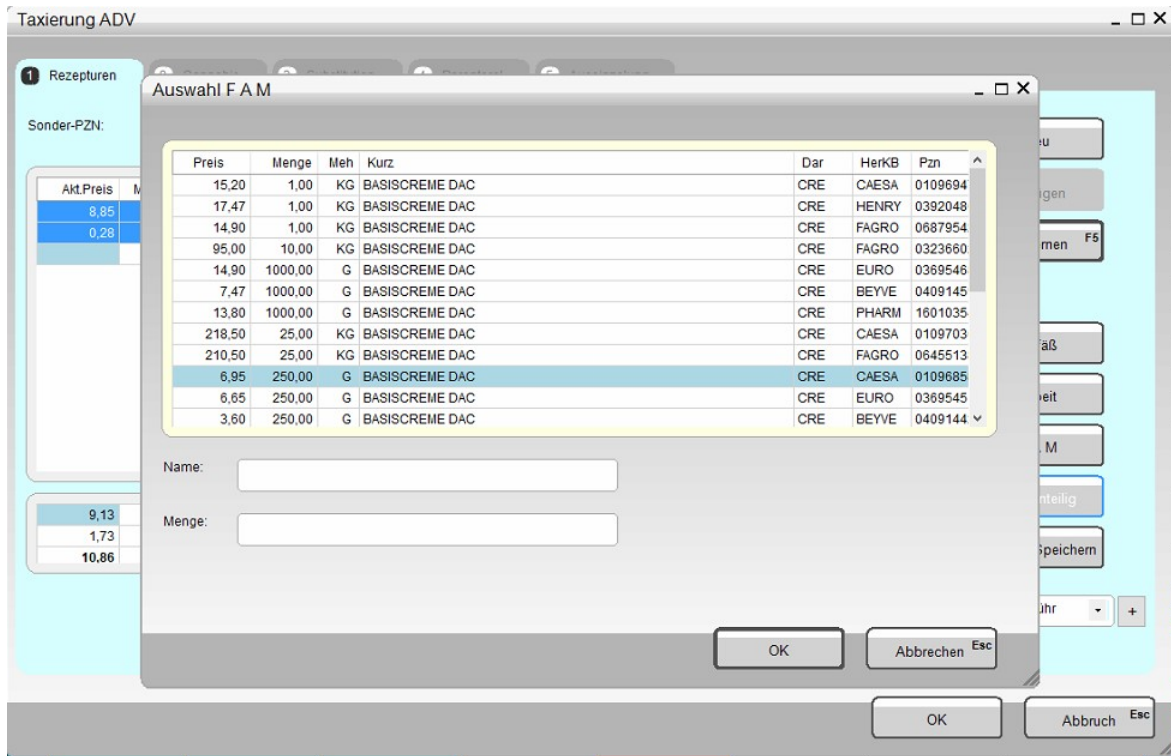 Taxierung ADV
1 Rezepturen
Auswahl F A M
Sonder-PZN:
Preis Menge Meh Kurz Dar HerKB Pzn
15,20 1,00 KG BASISCREME DAC CRE CAESA 0109694
17,47 1,00 KG BASISCREME DAC CRE HENRY 0392048
14,90 1,00 KG BASISCREME DAC CRE FAGRO 0687954
95,00 10,00 KG BASISCREME DAC CRE FAGRO 0323660
14,90 1000,00 G BASISCREME DAC CRE EURO 0369546
7,47 1000,00 G BASISCREME DAC CRE BEYVE 0409145
13,80 1000,00 G BASISCREME DAC CRE PHARM 1601035
218,50 25,00 KG BASISCREME DAC CRE CAESA 0109703
210,50 25,00 KG BASISCREME DAC CRE FAGRO 0645513
6,95 250,00 G BASISCREME DAC CRE CAESA 0109685
6,65 250,00 G BASISCREME DAC CRE EURO 0369545
3,60 250,00 G BASISCREME DAC CRE BEYVE 0409144
Akt.Preis
8,85
0,28
F5
Name:
Menge:
9,13
1,73
10,86
Speichern
+
OK
Abbrechen Esc
OK
Abbruch Esc